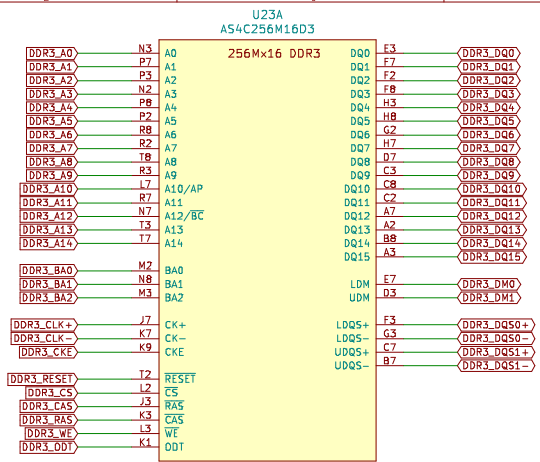 U23A
AS4C256M16D3
256Mx16 DDR3
DDR3_A0 N3 A0 DQ0 E3 DDR3_DQ0
DDR3_A1 P7 A1 DQ1 F7 DDR3_DQ1
DDR3_A2 P3 A2 DQ2 F2 DDR3_DQ2
DDR3_A3 N2 A3 DQ3 F8 DDR3_DQ3
DDR3_A4 P8 A4 DQ4 H3 DDR3_DQ4
DDR3_A5 P2 A5 DQ5 H8 DDR3_DQ5
DDR3_A6 R8 A6 DQ6 G2 DDR3_DQ6
DDR3_A7 R2 A7 DQ7 H7 DDR3_DQ7
DDR3_A8 T8 A8 DQ8 D7 DDR3_DQ8
DDR3_A9 R3 A9 DQ9 C3 DDR3_DQ9
DDR3_A10 L7 A10/AP DQ10 C8 DDR3_DQ10
DDR3_A11 R7 A11 DQ11 C2 DDR3_DQ11
DDR3_A12 N7 A12/BC DQ12 A7 DDR3_DQ12
DDR3_A13 T3 A13 DQ13 A2 DDR3_DQ13
DDR3_A14 T7 A14 DQ14 B8 DDR3_DQ14
DQ15 A3 DDR3_DQ15
DDR3_BA0 M2 BA0
DDR3_BA1 N8 BA1 LDM E7 DDR3_DM0
DDR3_BA2 M3 BA2 UDM D3 DDR3_DM1
DDR3_CLK+ J7 CK+ LDQS+ F3 DDR3_DQS0+
DDR3_CLK- K7 CK- LDQS- G3 DDR3_DQS0-
DDR3_CKE K9 CKE UDQS+ C7 DDR3_DQS1+
UDQS- B7 DDR3_DQS1-
DDR3_RESET T2 RESET
DDR3_CS L2 CS
DDR3_CAS J3 RAS
DDR3_RAS K3 CAS
DDR3_WE L3 WE
DDR3_ODT K1 ODT